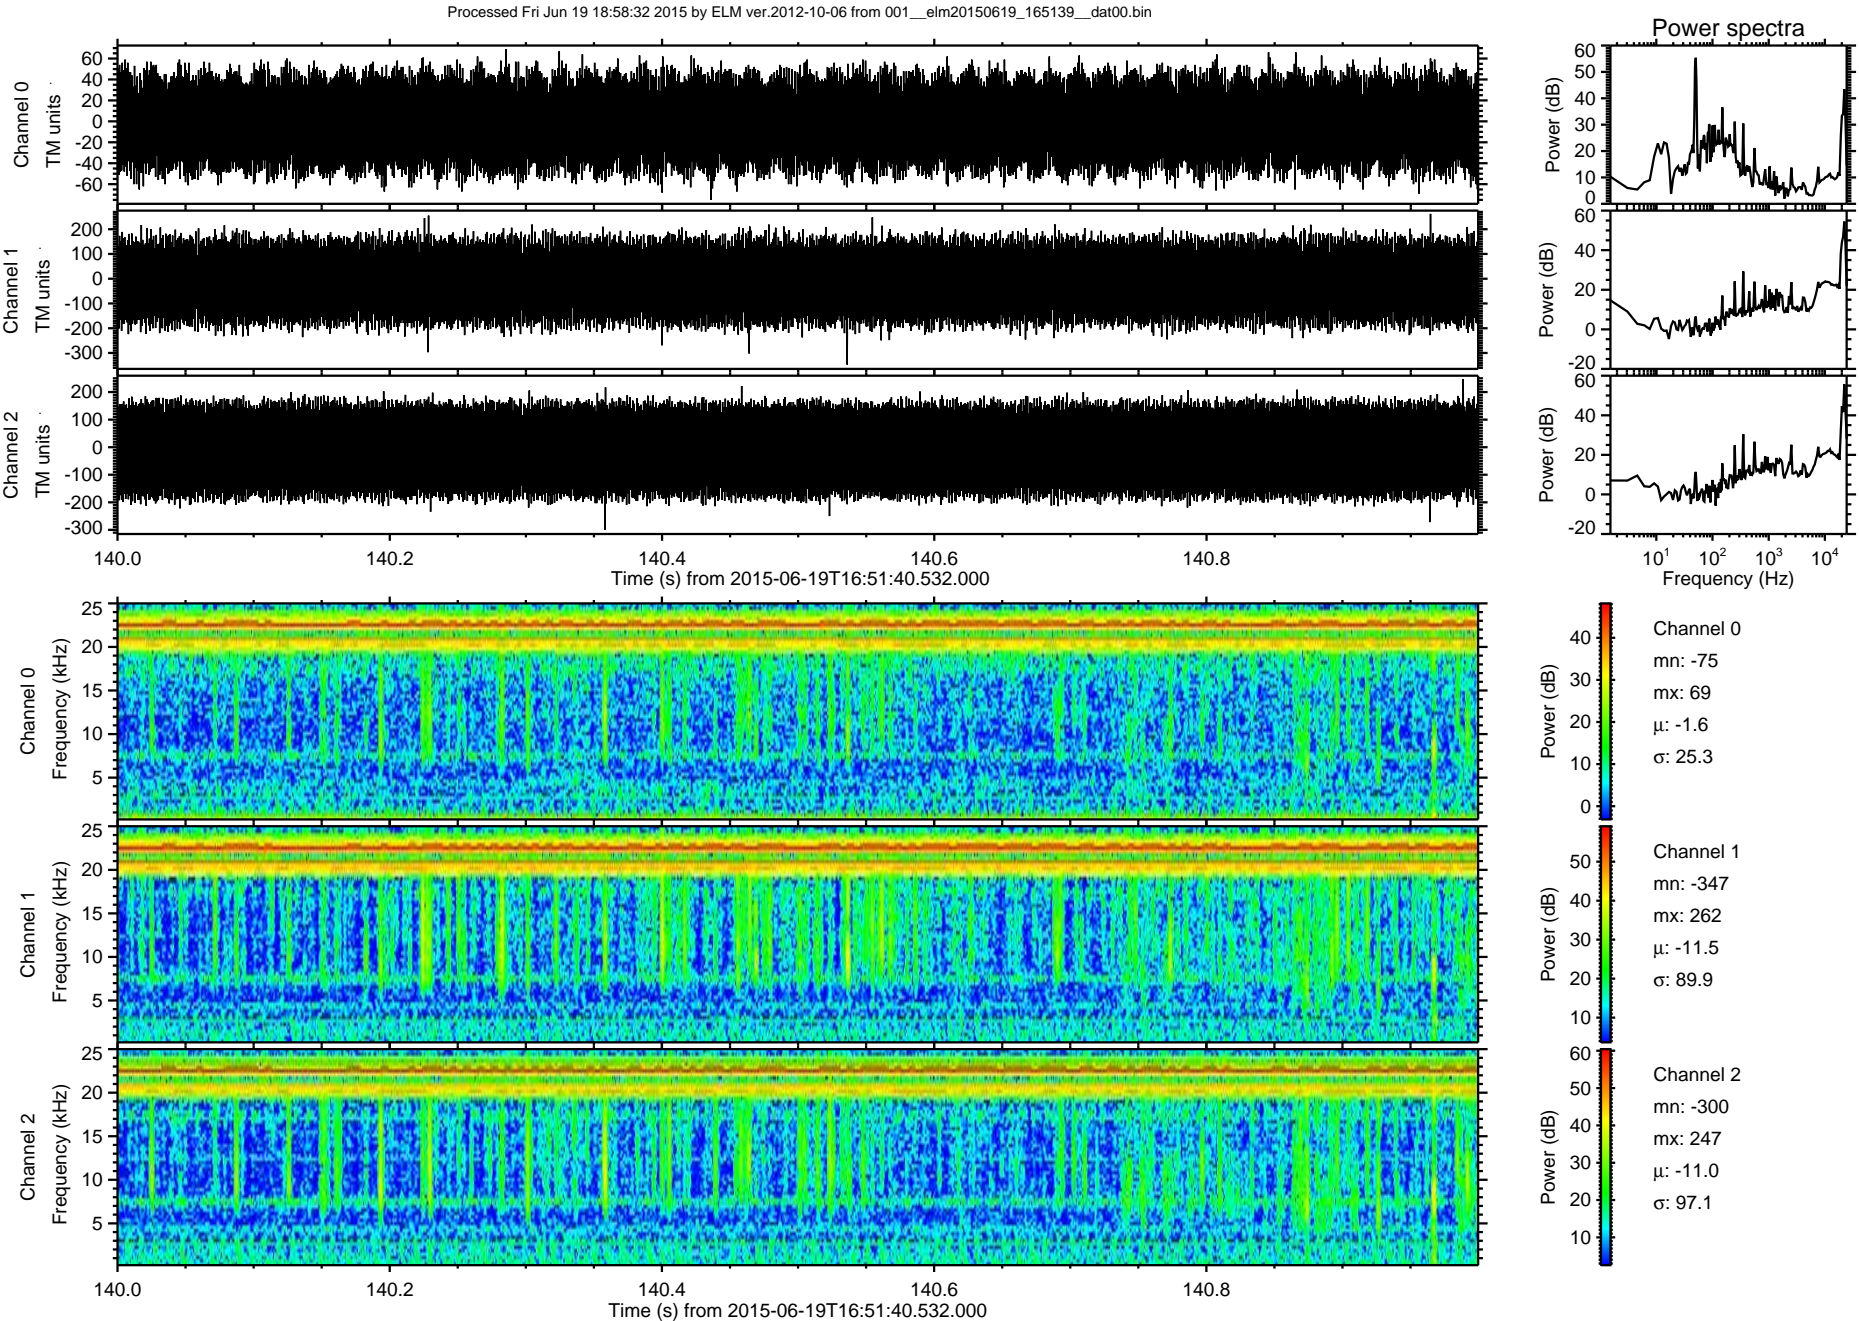 Processed Fri Jun 19 18:58:32 2015 by ELM ver.2012-10-06 from 001__elm20150619_165139__dat00.bin
Power spectra
Channel 0
TM units
60
40
20
0
-20
-40
-60
Power (dB)
60
50
40
30
20
10
0
Channel 1
TM units
200
100
0
-100
-200
-300
Power (dB)
60
40
20
0
-20
Channel 2
TM units
200
100
0
-100
-200
-300
Power (dB)
60
40
20
0
-20
140.0 140.2 140.4 140.6 140.8
Time (s) from 2015-06-19T16:51:40.532.000
10¹ 10² 10³ 10⁴
Frequency (Hz)
Channel 0
Frequency (kHz)
25
20
15
10
5
Power (dB)
40
30
20
10
0
Channel 0
mn: -75
mx: 69
μ: -1.6
σ: 25.3
Channel 1
Frequency (kHz)
25
20
15
10
5
Power (dB)
50
40
30
20
10
Channel 1
mn: -347
mx: 262
μ: -11.5
σ: 89.9
Channel 2
Frequency (kHz)
25
20
15
10
5
Power (dB)
60
50
40
30
20
10
Channel 2
mn: -300
mx: 247
μ: -11.0
σ: 97.1
140.0 140.2 140.4 140.6 140.8
Time (s) from 2015-06-19T16:51:40.532.000